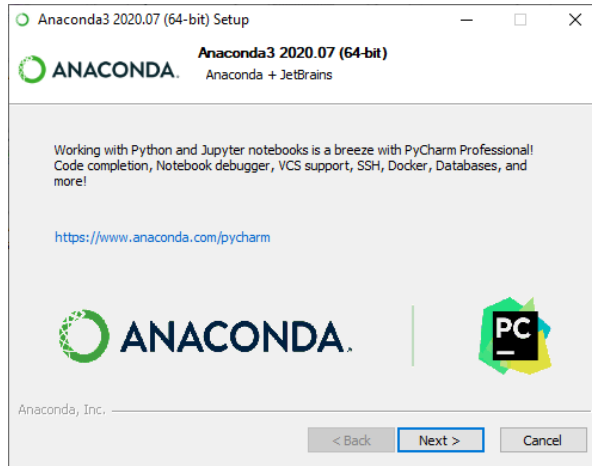 Anaconda3 2020.07 (64-bit) Setup
ANACONDA.
Anaconda3 2020.07 (64-bit)
Anaconda + JetBrains
Working with Python and Jupyter notebooks is a breeze with PyCharm Professional!
Code completion, Notebook debugger, VCS support, SSH, Docker, Databases, and
more!
https://www.anaconda.com/pycharm
ANACONDA.
PC
Anaconda, Inc.
< Back
Next >
Cancel